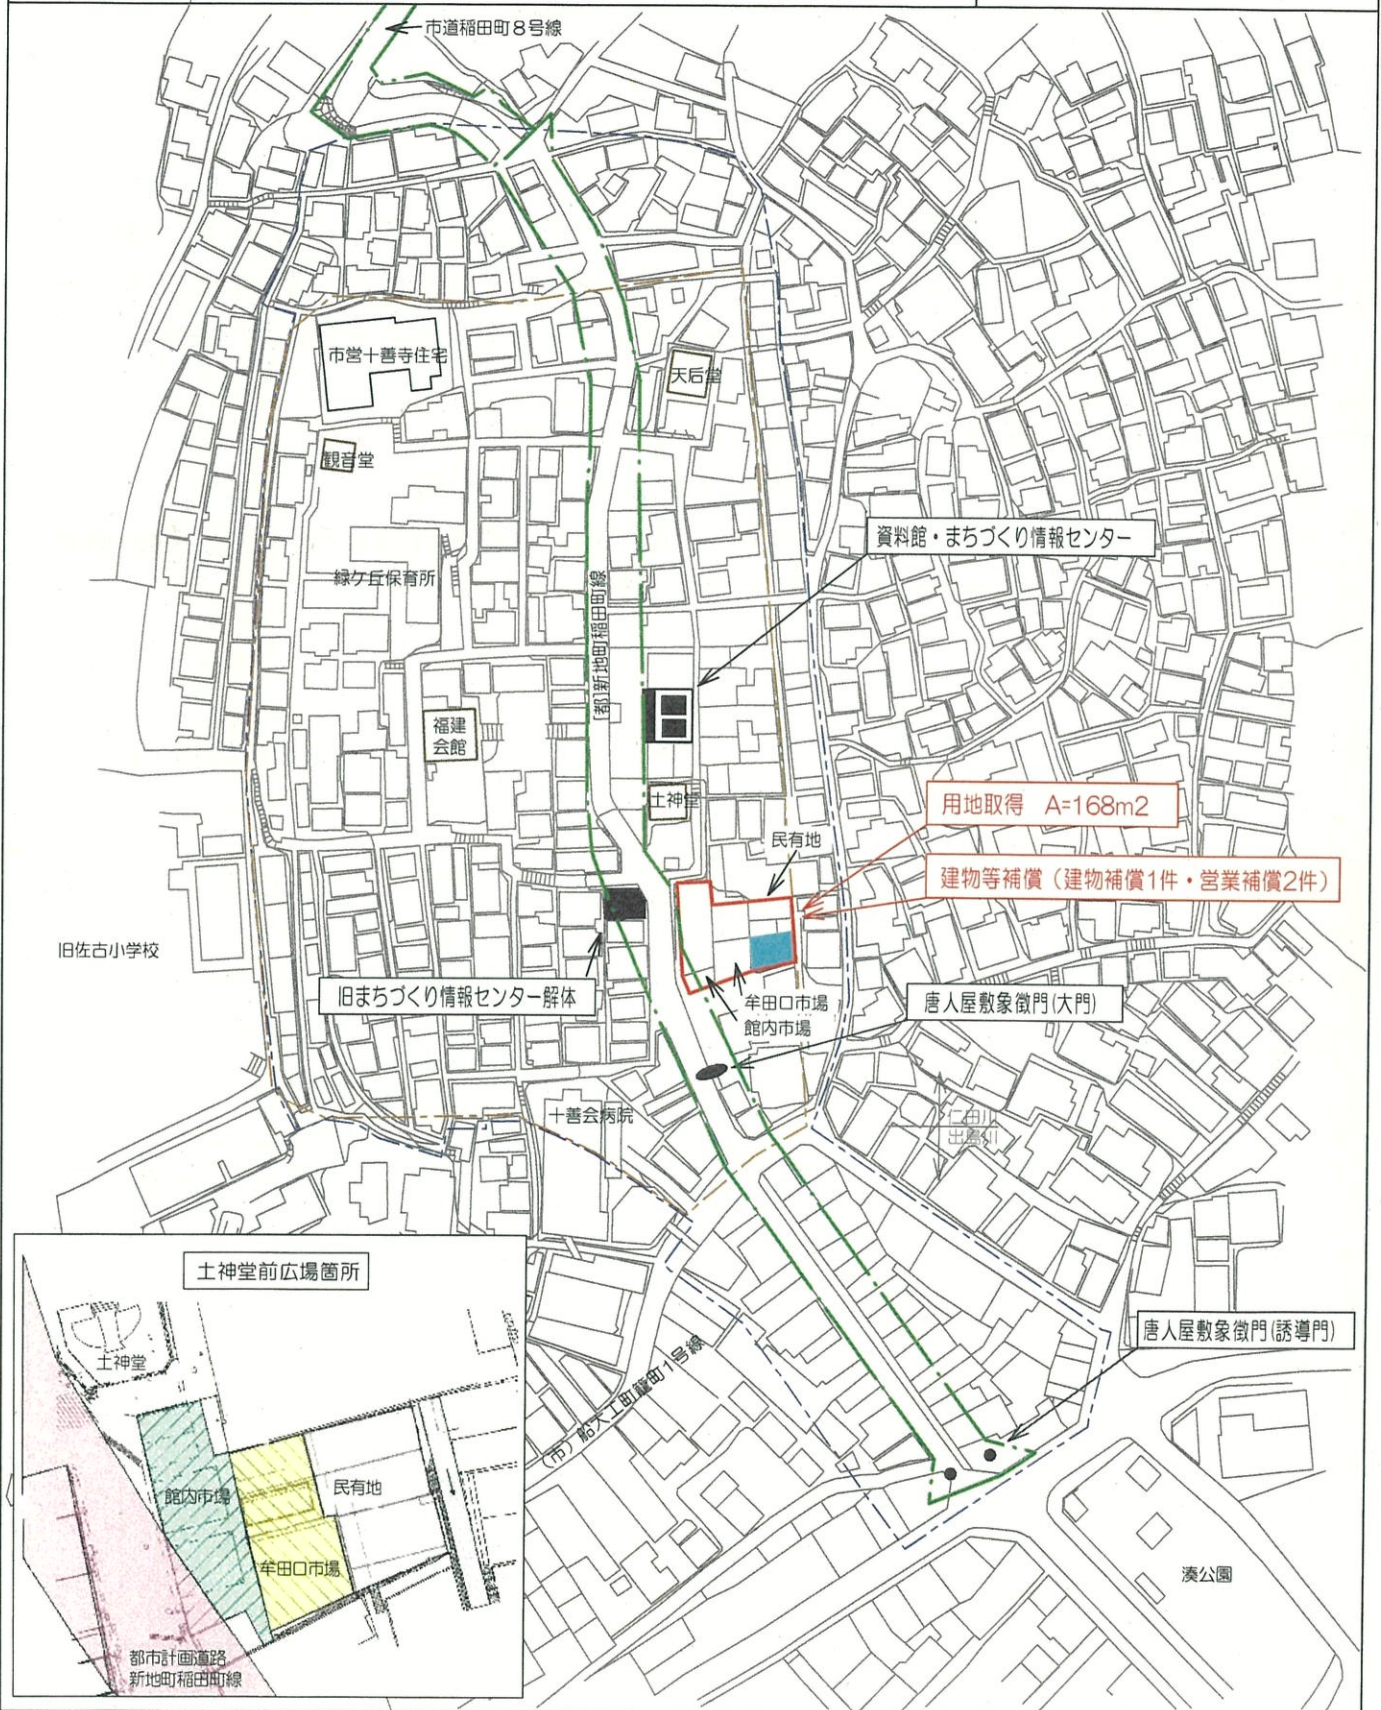 市道稲田町8号線
市営十善寺住宅
天后堂
観音堂
資料館・まちづくり情報センター
緑ケ丘保育所
[都]新地町稲田町線
福建
会館
土神堂
用地取得 A=168m2
民有地
建物等補償（建物補償1件・営業補償2件）
旧佐古小学校
旧まちづくり情報センター解体
牟田口市場
館内市場
唐人屋敷象徴門(大門)
十善会病院
仁田川
出島川
土神堂前広場箇所
唐人屋敷象徴門(誘導門)
(市)船大工町籠町1号線
土神堂
館内市場
民有地
牟田口市場
湊公園
都市計画道路
新地町稲田町線